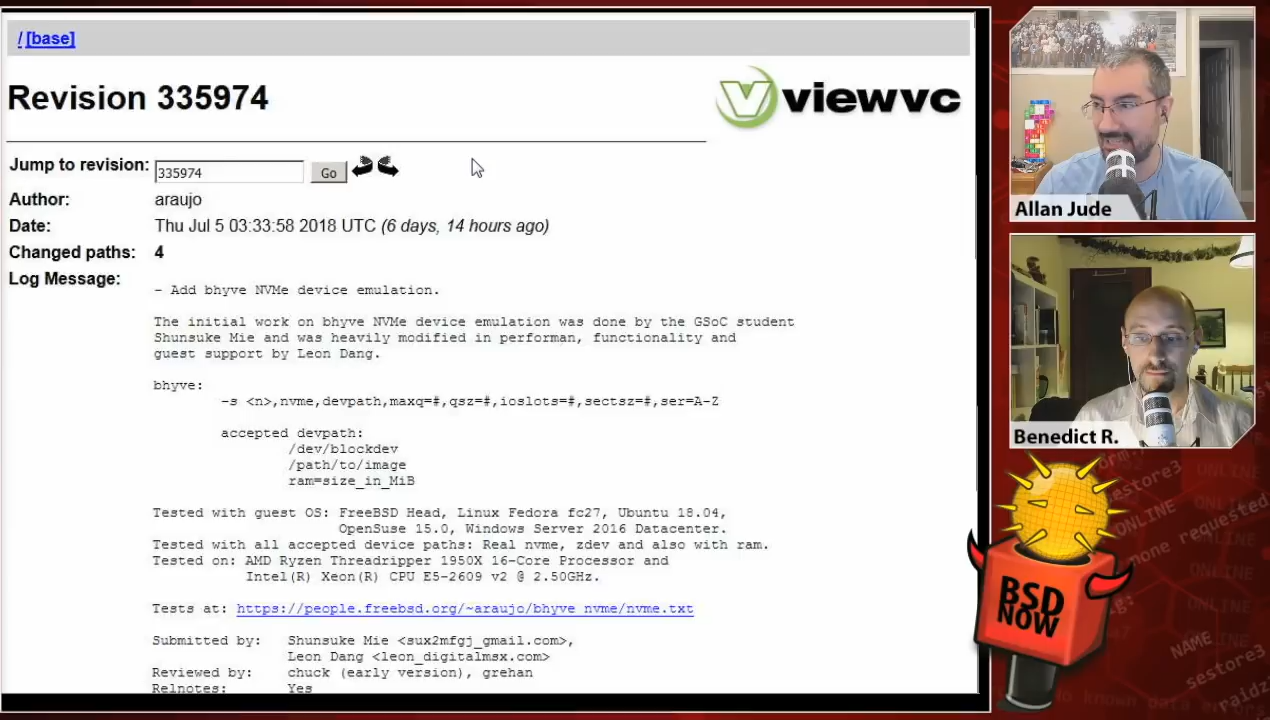 / [base]
Revision 335974
viewvc
Jump to revision: 335974 Go
Author: araujo
Date: Thu Jul 5 03:33:58 2018 UTC (6 days, 14 hours ago)
Changed paths: 4
Log Message:
- Add bhyve NVMe device emulation.
The initial work on bhyve NVMe device emulation was done by the GSoC student
Shunsuke Mie and was heavily modified in performan, functionality and
guest support by Leon Dang.
bhyve:
-s <n>,nvme,devpath,maxq=#,qsz=#,ioslots=#,sectsz=#,ser=A-Z
accepted devpath:
/dev/blockdev
/path/to/image
ram=size_in_MiB
Tested with guest OS: FreeBSD Head, Linux Fedora fc27, Ubuntu 18.04,
OpenSuse 15.0, Windows Server 2016 Datacenter.
Tested with all accepted device paths: Real nvme, zdev and also with ram.
Tested on: AMD Ryzen Threadripper 1950X 16-Core Processor and
Intel(R) Xeon(R) CPU E5-2609 v2 @ 2.50GHz.
Tests at: https://people.freebsd.org/~araujo/bhyve_nvme/nvme.txt
Submitted by: Shunsuke Mie <sux2mfgj_gmail.com>,
Leon Dang <leon_digitalmsx.com>
Reviewed by: chuck (early version), grehan
Relnotes: Yes
Allan Jude
Benedict R.
BSD
NOW